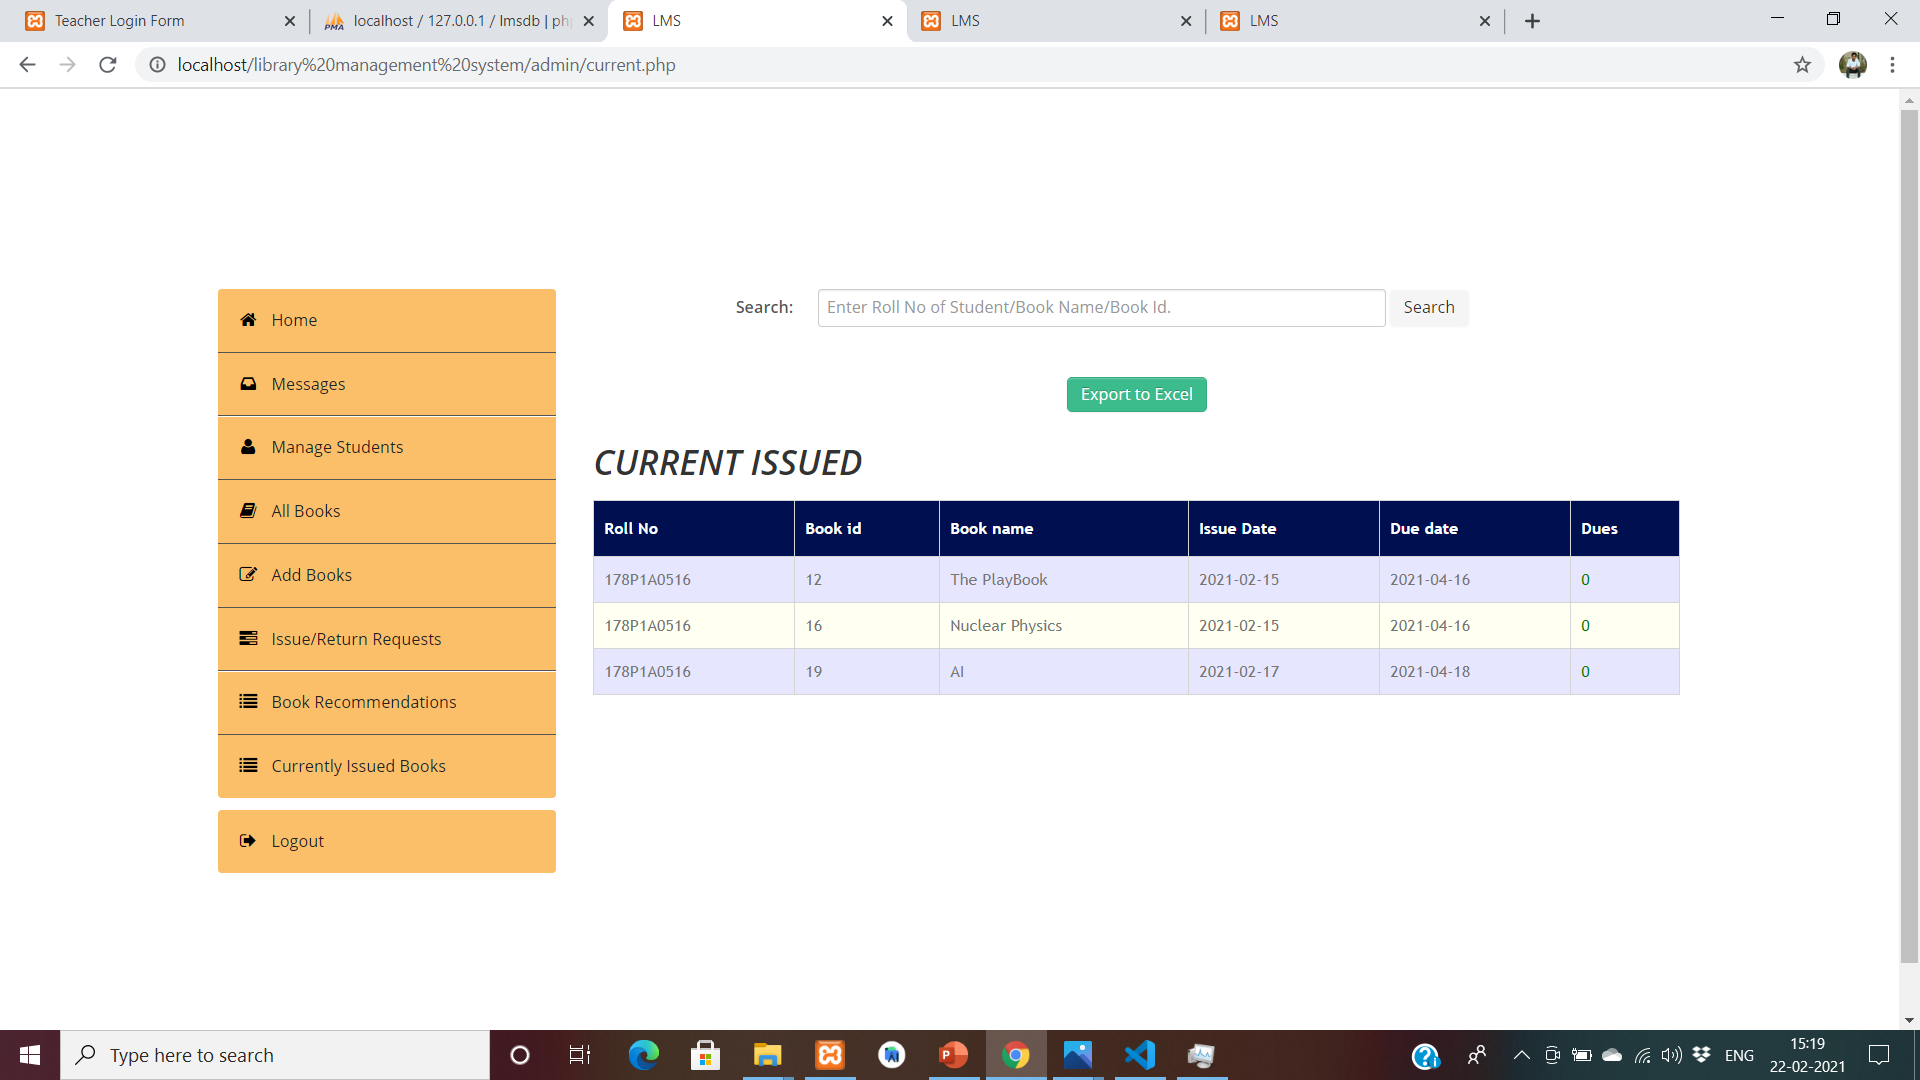 Teacher Login Form
localhost / 127.0.0.1 / lmsdb | ph
LMS
LMS
LMS
localhost/library%20management%20system/admin/current.php
Home
Messages
Manage Students
All Books
Add Books
Issue/Return Requests
Book Recommendations
Currently Issued Books
Logout
Search: Enter Roll No of Student/Book Name/Book Id. Search
Export to Excel
CURRENT ISSUED
Roll No Book id Book name Issue Date Due date Dues
178P1A0516 12 The PlayBook 2021-02-15 2021-04-16 0
178P1A0516 16 Nuclear Physics 2021-02-15 2021-04-16 0
178P1A0516 19 AI 2021-02-17 2021-04-18 0
Type here to search
ENG
15:19
22-02-2021